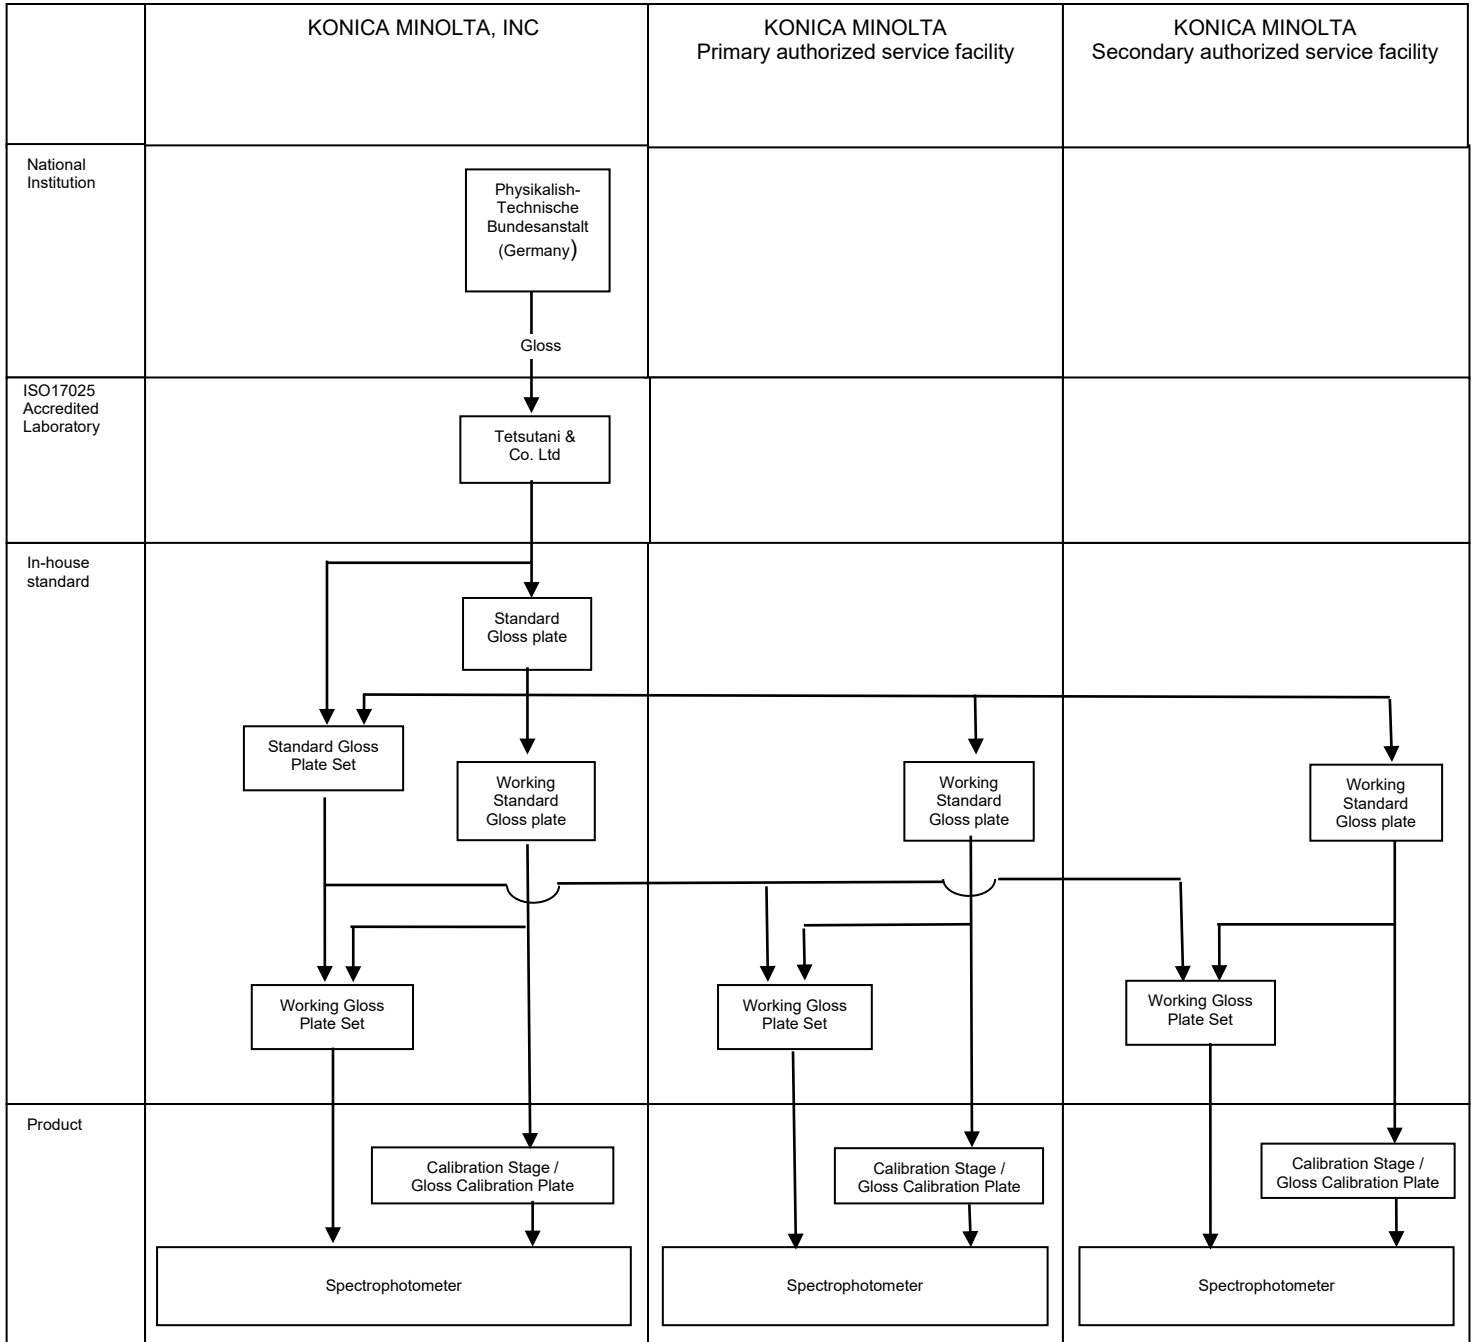 KONICA MINOLTA, INC
KONICA MINOLTA
Primary authorized service facility
KONICA MINOLTA
Secondary authorized service facility
National
Institution
Physikalish-
Technische
Bundesanstalt
(Germany)
Gloss
ISO17025
Accredited
Laboratory
Tetsutani &
Co. Ltd
In-house
standard
Standard
Gloss plate
Standard Gloss
Plate Set
Working
Standard
Gloss plate
Working
Standard
Gloss plate
Working
Standard
Gloss plate
Working Gloss
Plate Set
Working Gloss
Plate Set
Working Gloss
Plate Set
Product
Calibration Stage /
Gloss Calibration Plate
Calibration Stage /
Gloss Calibration Plate
Calibration Stage /
Gloss Calibration Plate
Spectrophotometer
Spectrophotometer
Spectrophotometer